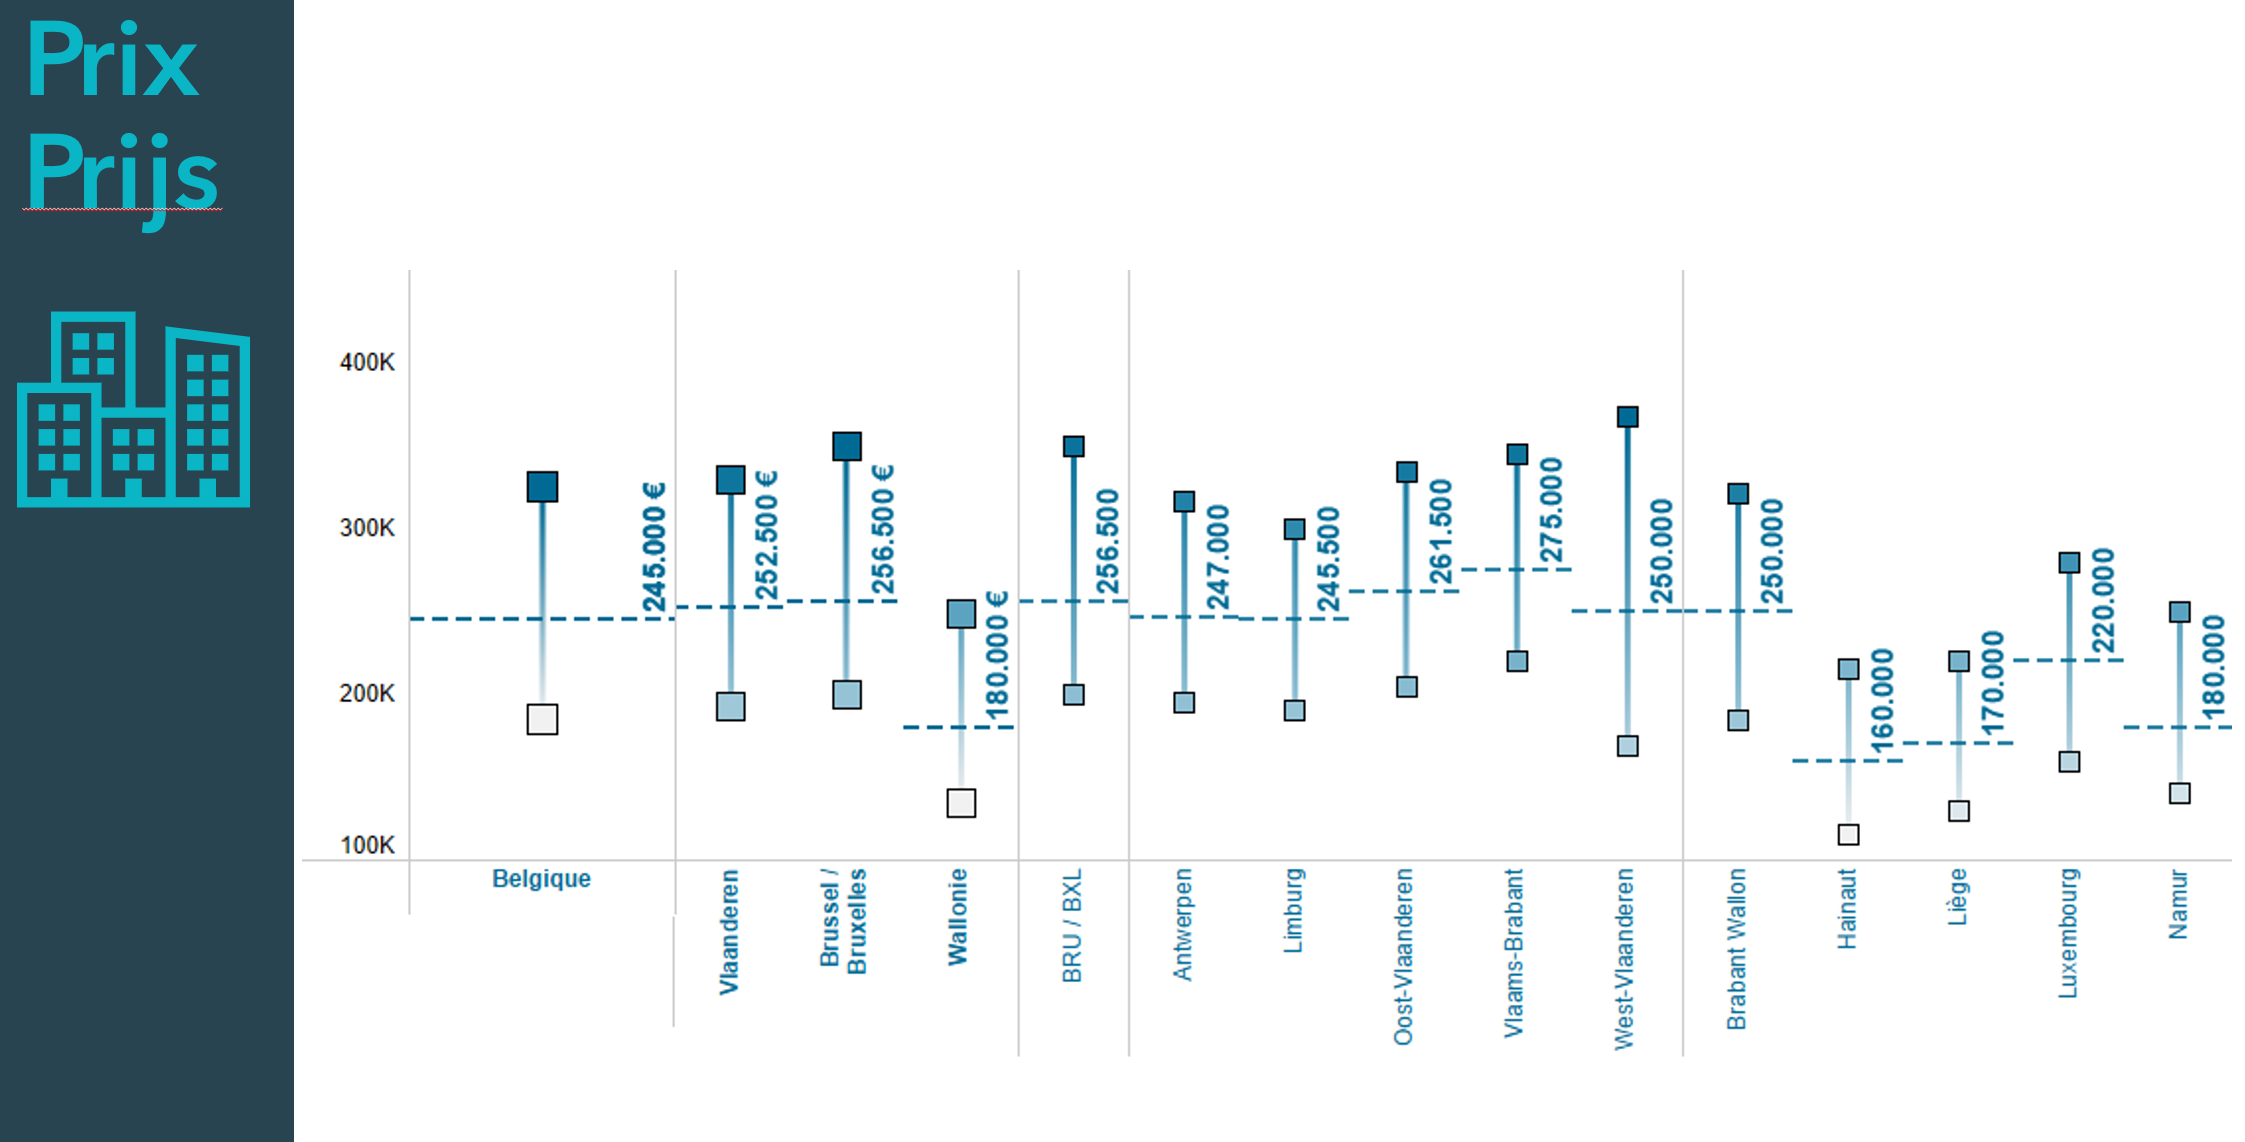 Prix
Prijs
400K
300K
200K
100K
245.000 €
252.500 €
256.500 €
180.000 €
256.500
247.000
245.500
261.500
275.000
250.000
250.000
160.000
170.000
220.000
180.000
Belgique
Vlaanderen
Brussel /
Bruxelles
Wallonie
BRU / BXL
Antwerpen
Limburg
Oost-Vlaanderen
Vlaams-Brabant
West-Vlaanderen
Brabant Wallon
Hainaut
Liège
Luxembourg
Namur